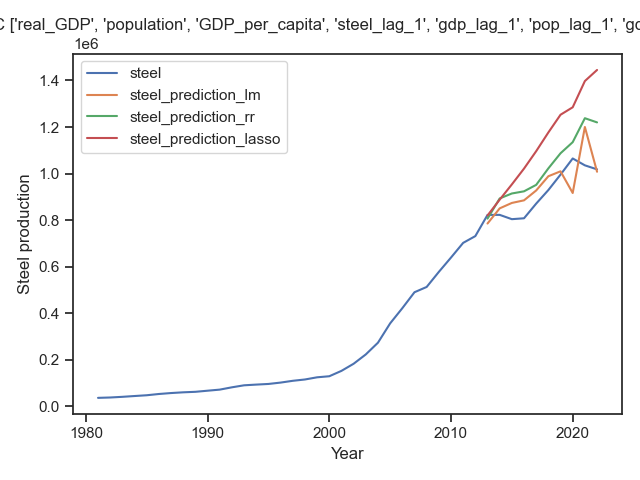 C ['real_GDP', 'population', 'GDP_per_capita', 'steel_lag_1', 'gdp_lag_1', 'pop_lag_1',
1e6
steel
steel_prediction_lm
steel_prediction_rr
steel_prediction_lasso
1.4
1.2
1.0
0.8
0.6
0.4
0.2
0.0
Steel production
1980
1990
2000
2010
2020
Year